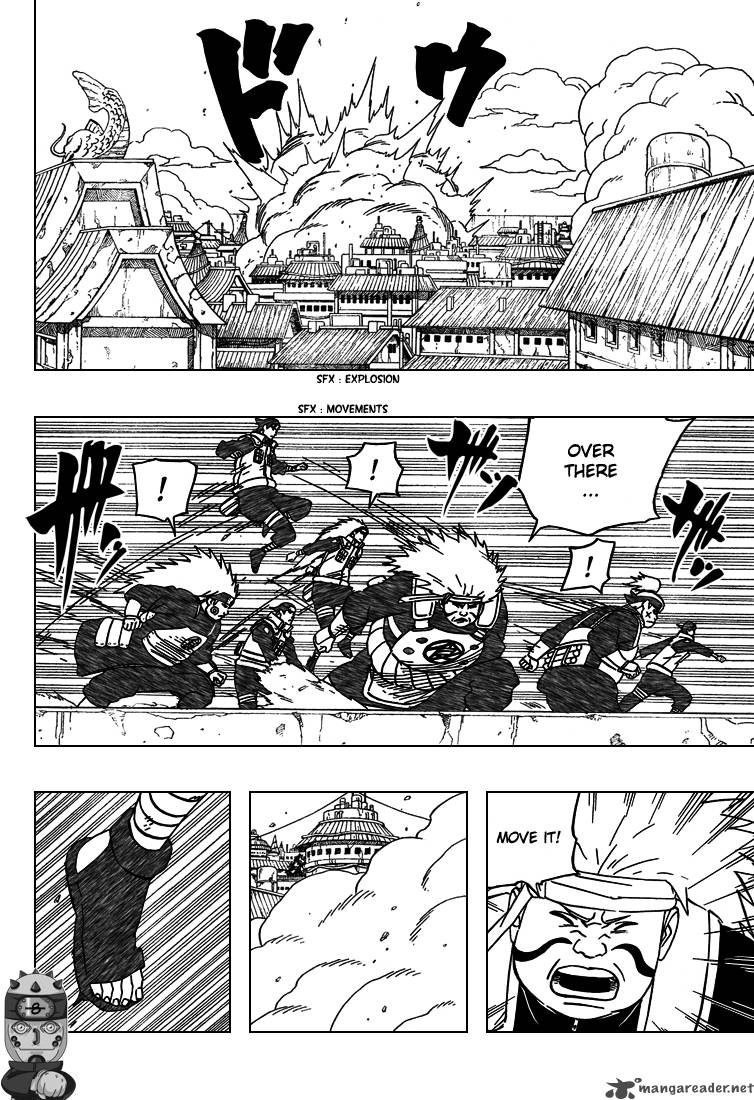 ドウ
SFX : EXPLOSION
SFX : MOVEMENTS
OVER
THERE
...
!
!
!
ザッ
ザッ
ザッ
MOVE IT!
mangareader.net